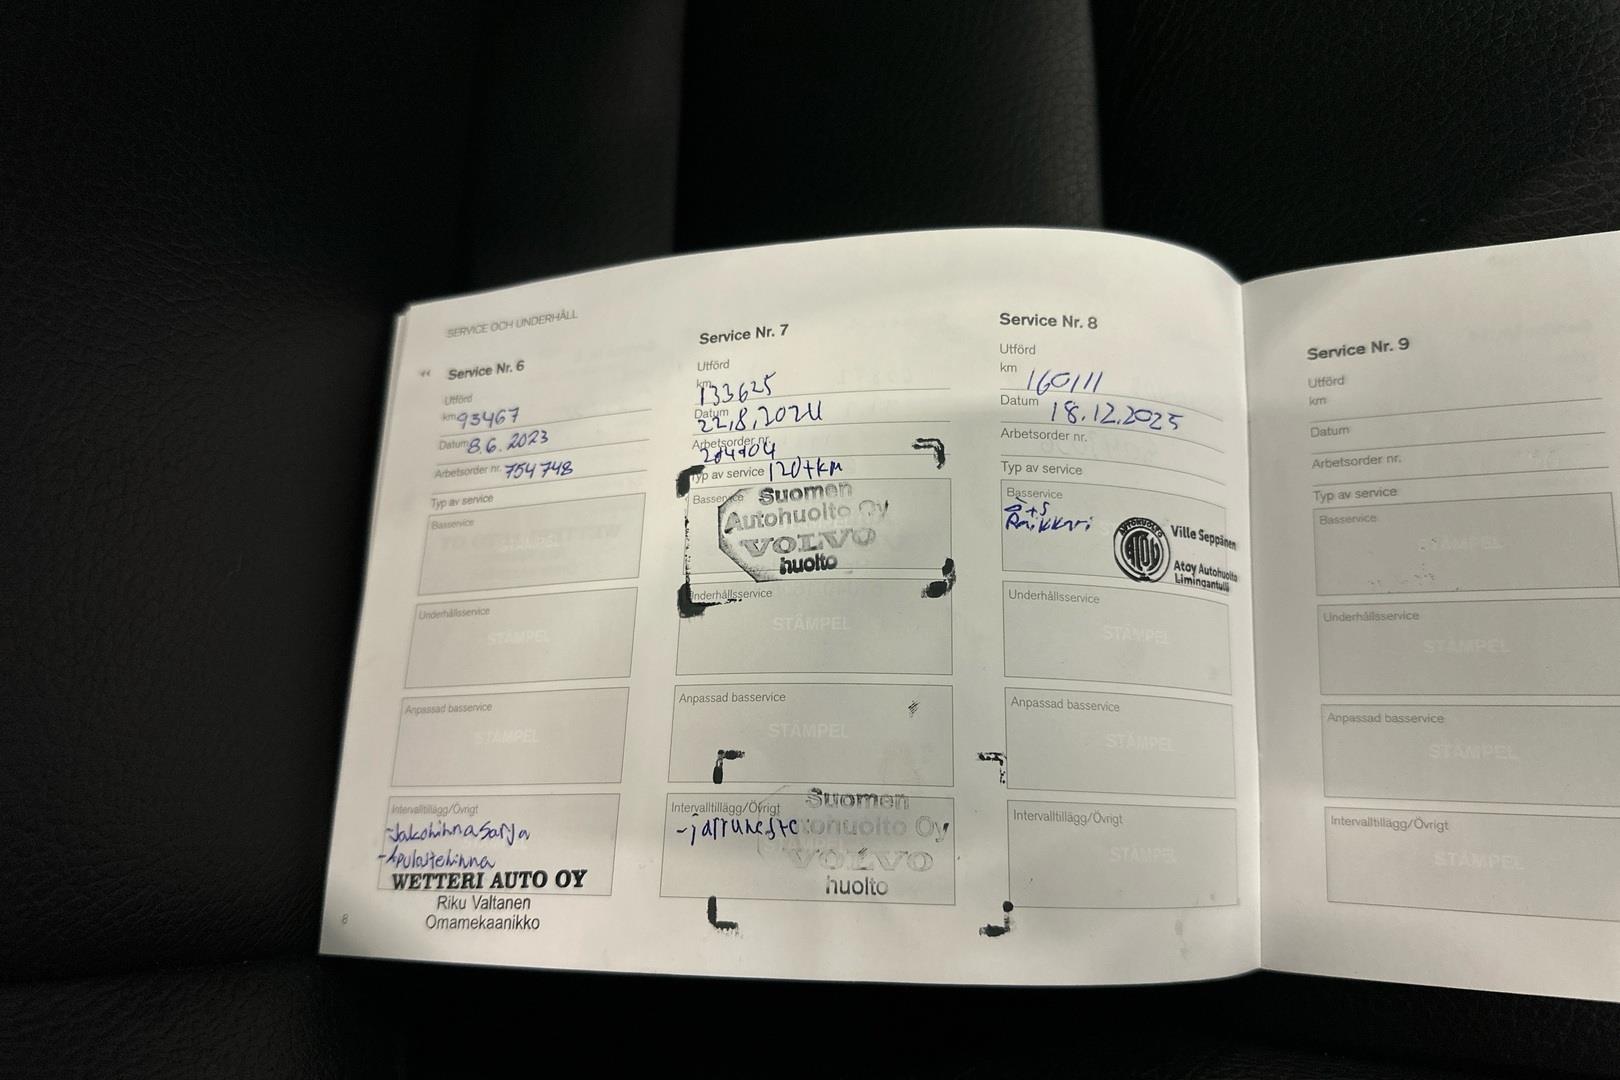 SERVICE OCH UNDERHÅLL
Service Nr. 6
Utförd
km 93467
Datum 8.6.2023
Arbetsorder nr. 754748
Typ av service
Basservice
Underhållsservice
STÄMPEL
Anpassad basservice
STÄMPEL
Intervalltillägg/Övrigt
-Jakohihnasarja
-Apulaitehihna
WETTERI AUTO OY
Riku Valtanen
Omamekaanikko
8
Service Nr. 7
Utförd
km 133625
Datum 22.8.2024
Arbetsorder nr.
Typ av service 120tkm
Basservice
Suomen
Autohuolto Oy
VOLVO
huolto
Underhållsservice
STÄMPEL
Anpassad basservice
STÄMPEL
Intervalltillägg/Övrigt
-jarruneste
Suomen
Autohuolto Oy
VOLVO
huolto
Service Nr. 8
Utförd
km 160111
Datum 18.12.2025
Arbetsorder nr.
Typ av service
Basservice
Ö+S
AUTOHUOLTO
Ville Seppänen
Atoy Autohuolto
Limingantulli
Underhållsservice
STÄMPEL
Anpassad basservice
STÄMPEL
Intervalltillägg/Övrigt
STÄMPEL
Service Nr. 9
Utförd
km
Datum
Arbetsorder nr.
Typ av service
Basservice
STÄMPEL
Underhållsservice
STÄMPEL
Anpassad basservice
STÄMPEL
Intervalltillägg/Övrigt
STÄMPEL